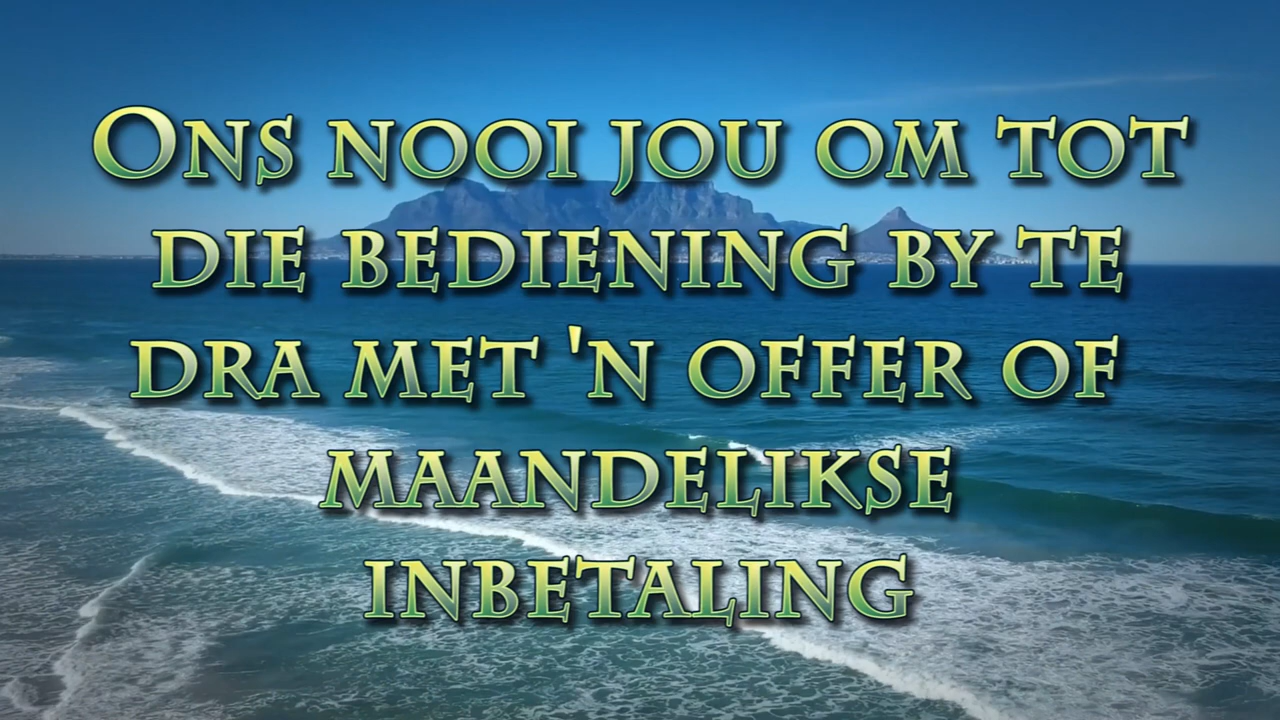 Ons nooi jou om tot
die bediening by te
dra met 'n offer of
maandelikse
inbetaling